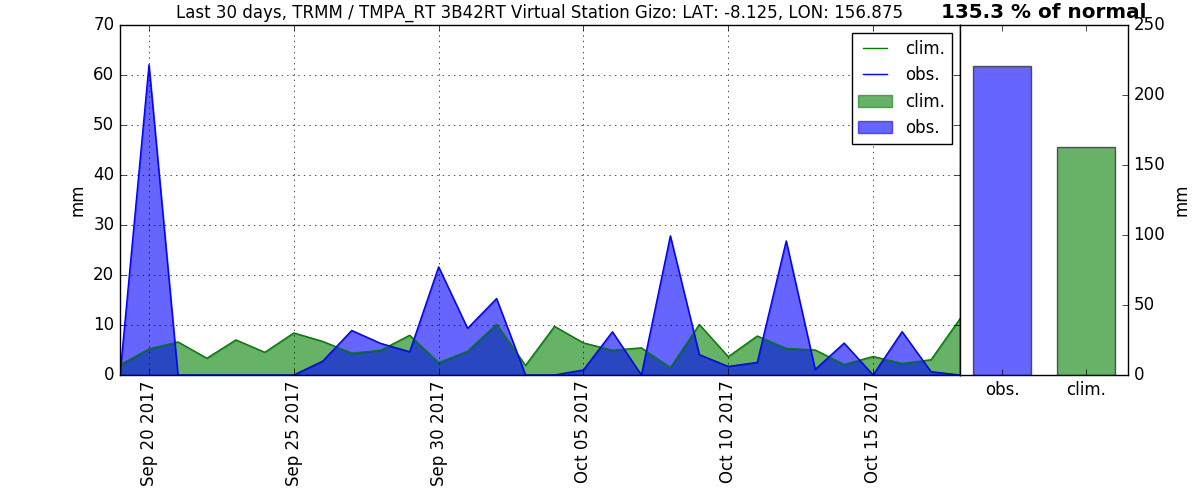 Last 30 days, TRMM / TMPA_RT 3B42RT Virtual Station Gizo: LAT: -8.125, LON: 156.875
135.3 % of normal
70
60
50
40
30
20
10
0
mm
clim.
obs.
clim.
obs.
Sep 20 2017
Sep 25 2017
Sep 30 2017
Oct 05 2017
Oct 10 2017
Oct 15 2017
250
200
150
100
50
0
mm
obs.
clim.